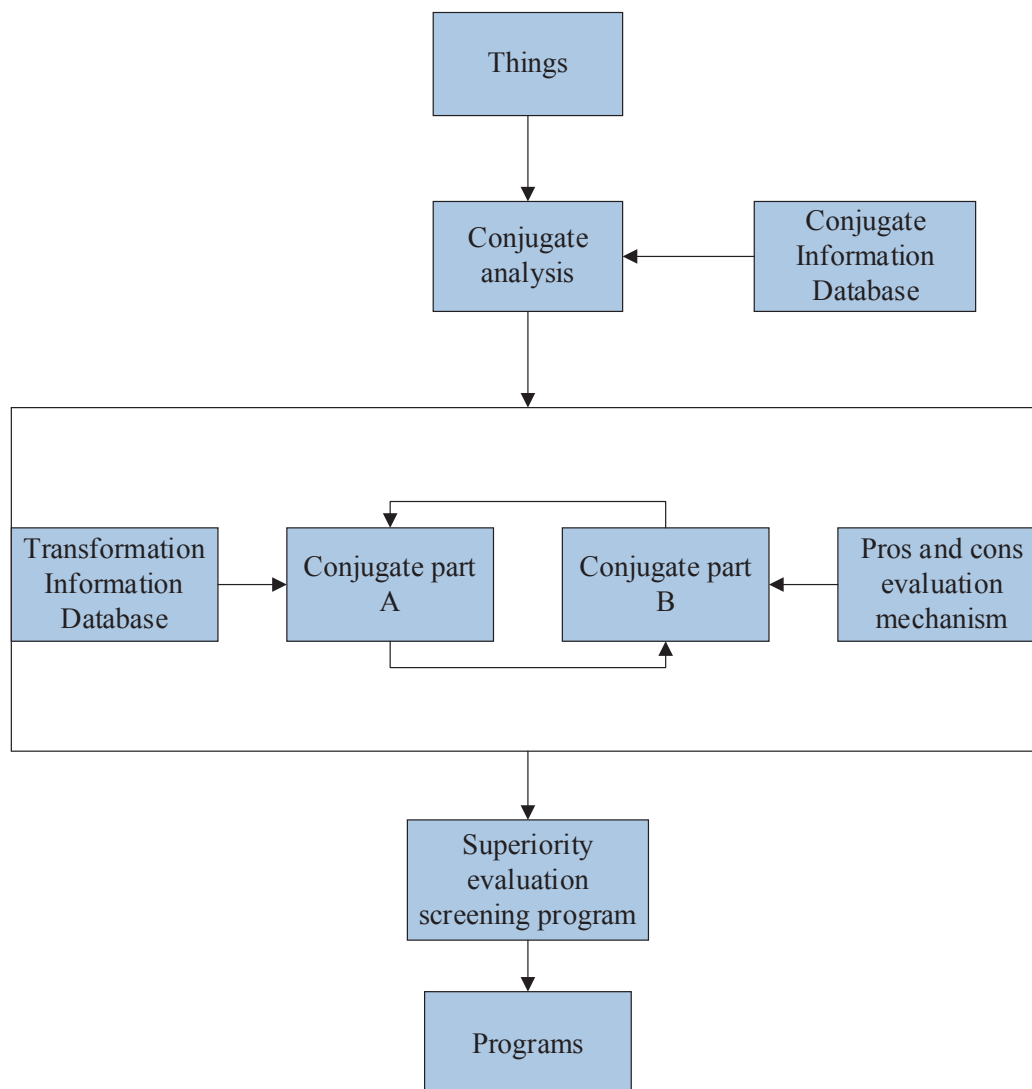 Things
Conjugate
analysis
Conjugate
Information
Database
Transformation
Information
Database
Conjugate part
A
Conjugate part
B
Pros and cons
evaluation
mechanism
Superiority
evaluation
screening program
Programs